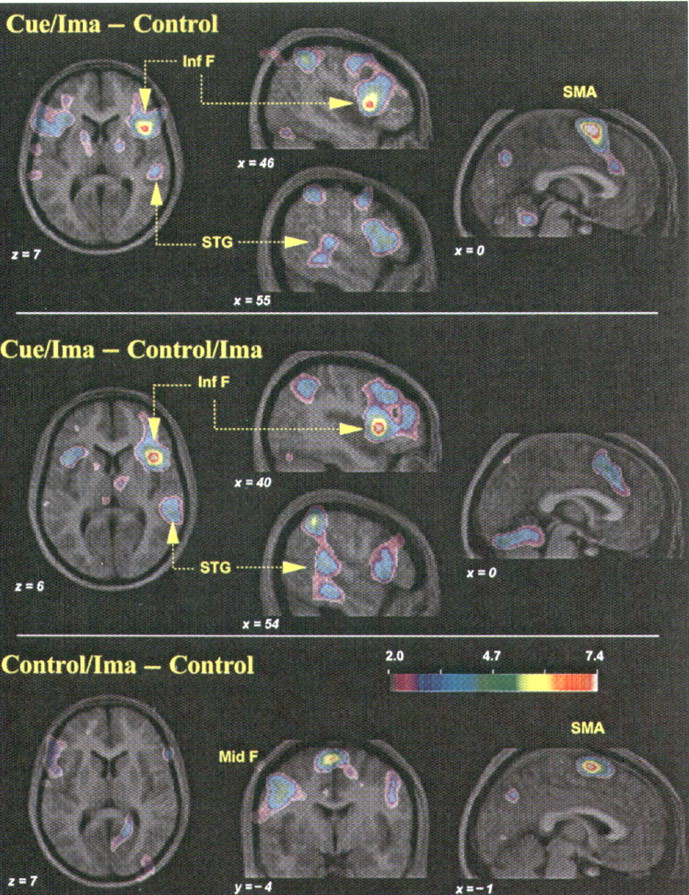 Cue/Ima – Control
Inf F
SMA
x = 46
STG
z = 7
x = 0
x = 55
Cue/Ima – Control/Ima
Inf F
x = 40
STG
z = 6
x = 0
x = 54
Control/Ima – Control
2.0 4.7 7.4
SMA
Mid F
z = 7
y = – 4
x = – 1